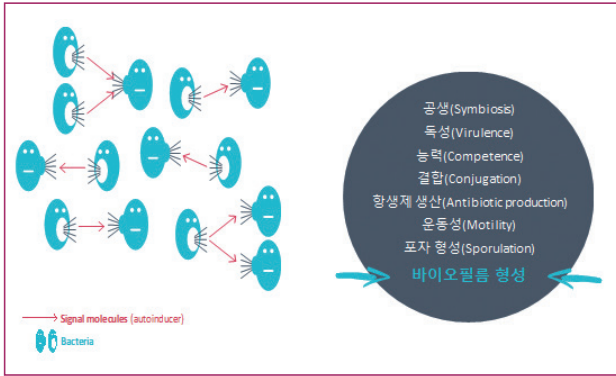 공생(Symbiosis)
독성(Virulence)
능력(Competence)
결합(Conjugation)
항생제 생산(Antibiotic production)
운동성(Motility)
포자 형성(Sporulation)
바이오필름 형성
Signal molecules (autoinducer)
Bacteria